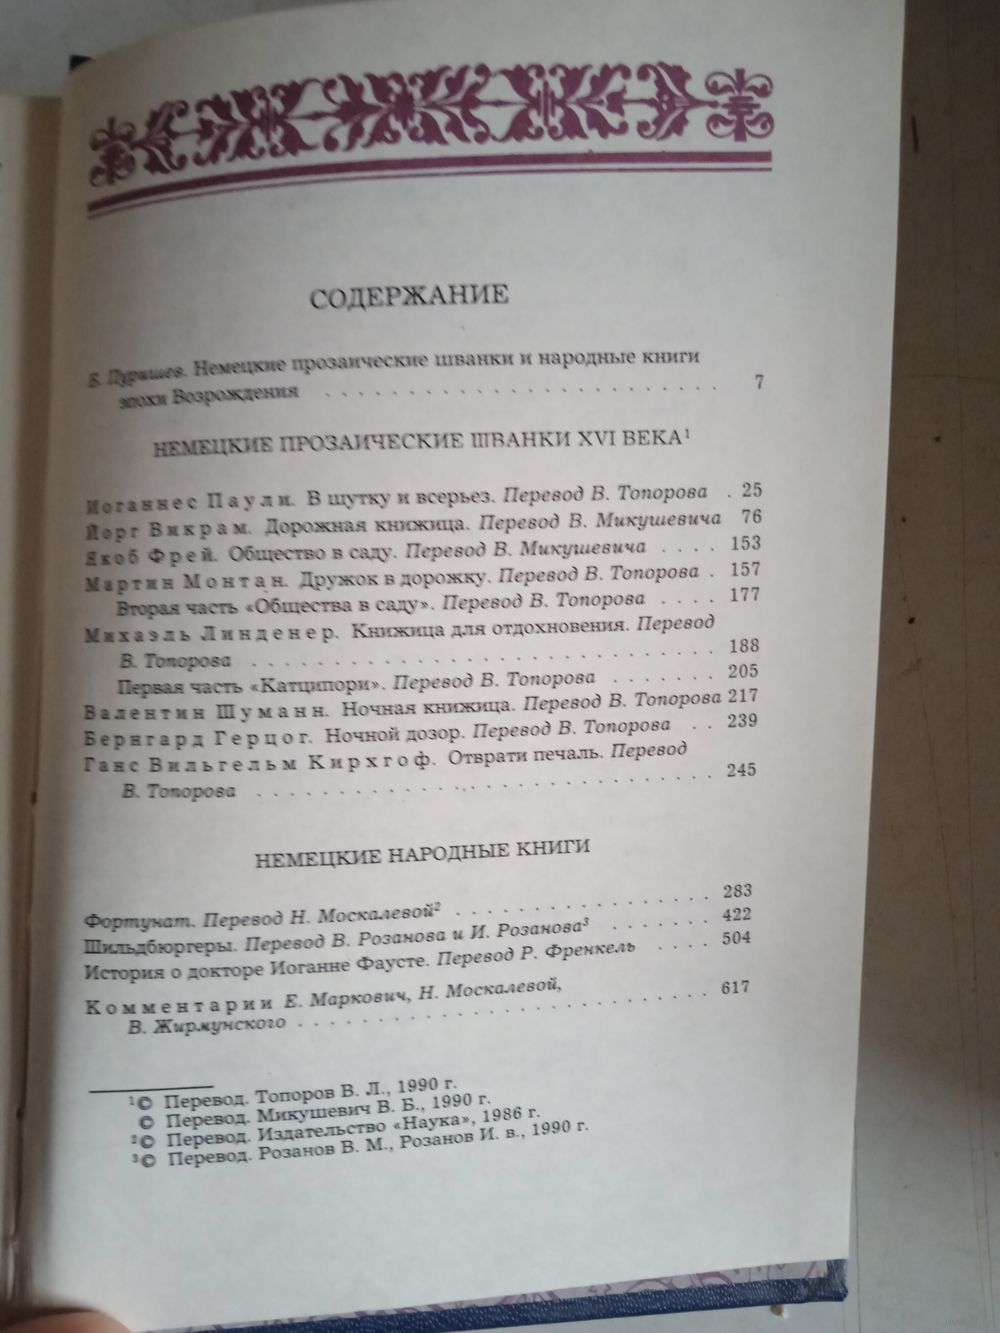 СОДЕРЖАНИЕ
Б. Пуришев. Немецкие прозаические шванки и народные книги
эпохи Возрождения . . . . . . . . . . . . . . . . . . . . . . 7
НЕМЕЦКИЕ ПРОЗАИЧЕСКИЕ ШВАНКИ XVI ВЕКА¹
Иоганнес Паули. В шутку и всерьез. Перевод В. Топорова . 25
Йорг Викрам. Дорожная книжица. Перевод В. Микушевича 76
Якоб Фрей. Общество в саду. Перевод В. Микушевича . . . . 153
Мартин Монтан. Дружок в дорожку. Перевод В. Топорова . 157
Вторая часть «Общества в саду». Перевод В. Топорова . . . . 177
Михаэль Линденер. Книжица для отдохновения. Перевод
В. Топорова . . . . . . . . . . . . . . . . . . . . . . . . . . 188
Первая часть «Катципори». Перевод В. Топорова . . . . . . . 205
Валентин Шуманн. Ночная книжица. Перевод В. Топорова 217
Бернгард Герцог. Ночной дозор. Перевод В. Топорова . . 239
Ганс Вильгельм Кирхгоф. Отврати печаль. Перевод
В. Топорова . . . . . . . . . . . . . . . . . . . . . . . . . . 245
НЕМЕЦКИЕ НАРОДНЫЕ КНИГИ
Фортунат. Перевод Н. Москалевой² . . . . . . . . . . . . . . . 283
Шильдбюргеры. Перевод В. Розанова и И. Розанова³ . . . . . . 422
История о докторе Иоганне Фаусте. Перевод Р. Френкель . . . . 504
Комментарии Е. Маркович, Н. Москалевой,
В. Жирмунского . . . . . . . . . . . . . . . . . . . . . . . 617
¹© Перевод. Топоров В. Л., 1990 г.
© Перевод. Микушевич В. Б., 1990 г.
²© Перевод. Издательство «Наука», 1986 г.
³© Перевод. Розанов В. М., Розанов И. в., 1990 г.